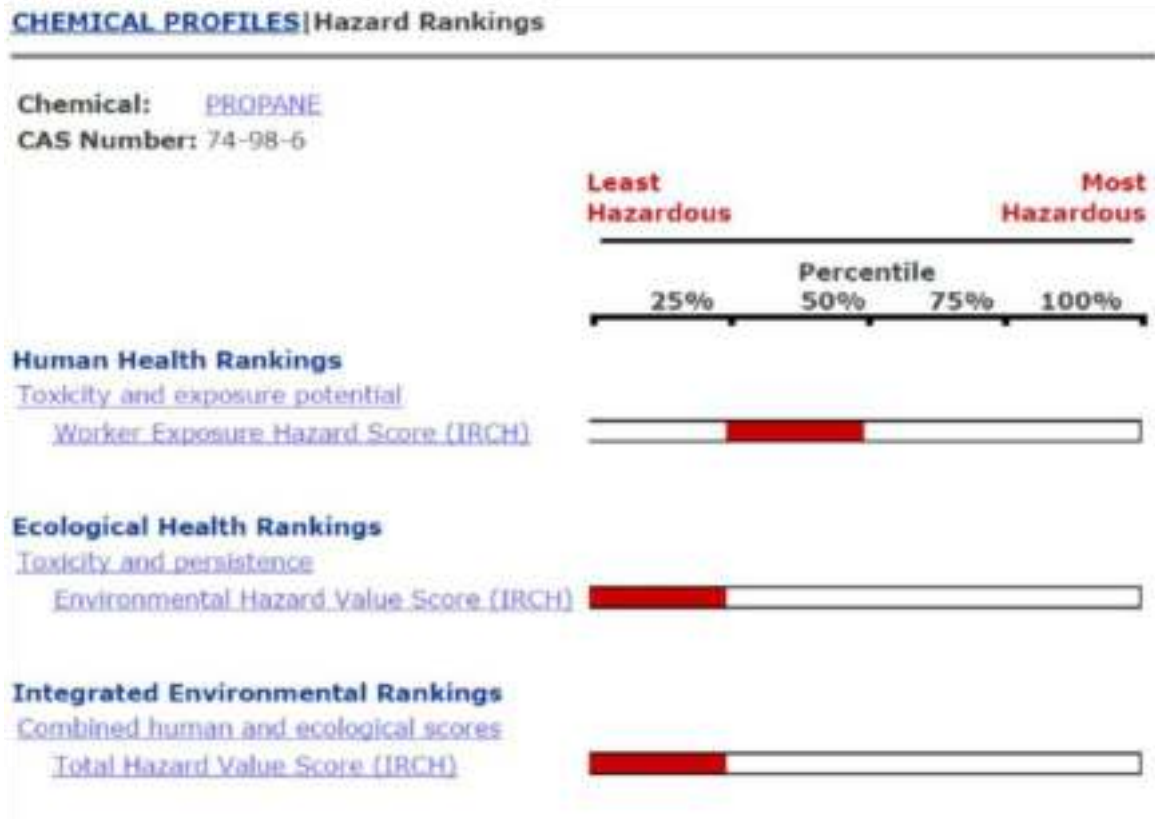 CHEMICAL PROFILES|Hazard Rankings
Chemical: PROPANE
CAS Number: 74-98-6
Least Hazardous
Most Hazardous
Percentile
25% 50% 75% 100%
Human Health Rankings
Toxicity and exposure potential
Worker Exposure Hazard Score (IRCH)
Ecological Health Rankings
Toxicity and persistence
Environmental Hazard Value Score (IRCH)
Integrated Environmental Rankings
Combined human and ecological scores
Total Hazard Value Score (IRCH)